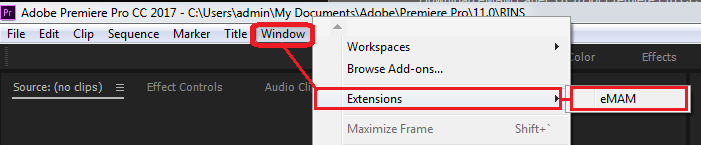 Pr Adobe Premiere Pro CC 2017 - C:\Users\admin\My Documents\Adobe\Premiere Pro\11.0\RINS
File Edit Clip Sequence Marker Title Window
Workspaces
Browse Add-ons...
Color Effects
Source: (no clips) Effect Controls Audio Cli
Extensions
eMAM
Maximize Frame Shift+`